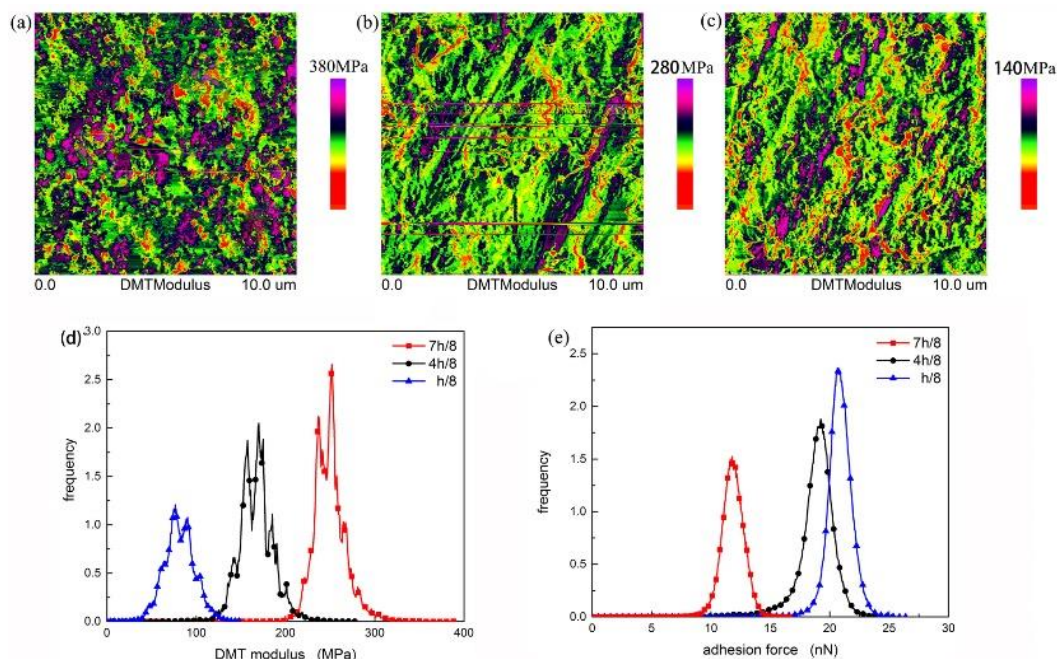 (a)
380MPa
0.0 DMTModulus 10.0 um
(b)
280MPa
0.0 DMTModulus 10.0 um
(c)
140MPa
0.0 DMTModulus 10.0 um
(d)
3.0
2.5
2.0
1.5
1.0
0.5
0.0
frequency
7h/8
4h/8
h/8
0 100 200 300 400
DMT modulus (MPa)
(e)
2.5
2.0
1.5
1.0
0.5
0.0
frequency
7h/8
4h/8
h/8
0 5 10 15 20 25 30
adhesion force (nN)